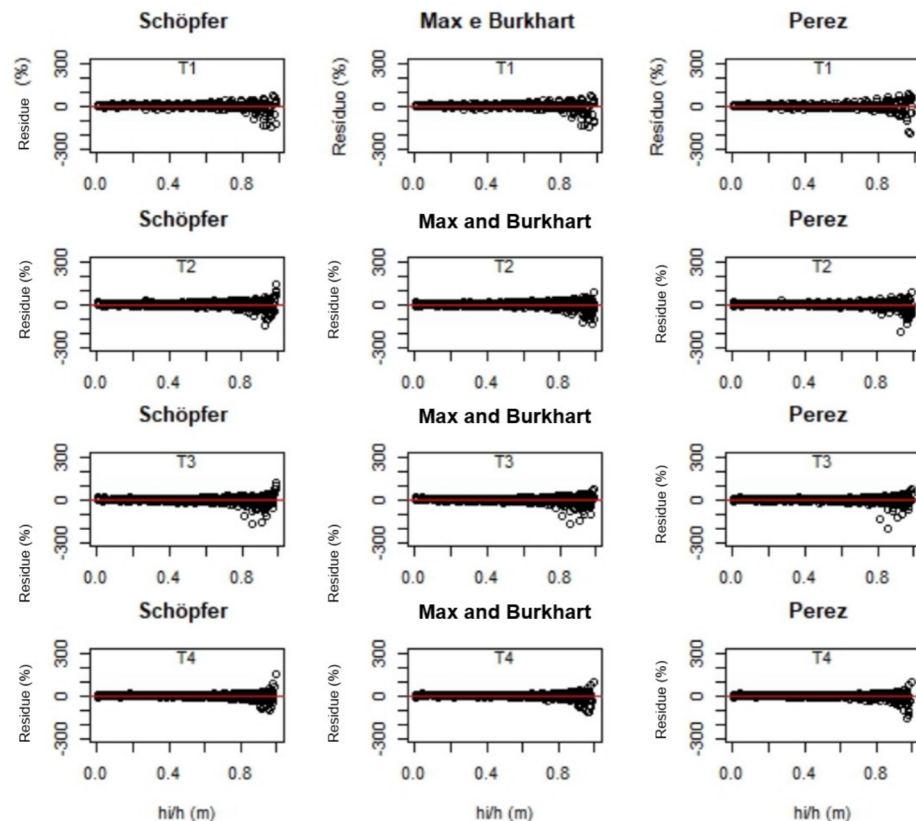 Schöpfer Max e Burkhart Perez
Residue (%) 300 0 -300 T1 Resíduo (%) 300 0 -300 T1 Resíduo (%) 300 0 -300 T1
0.0 0.4 0.8 0.0 0.4 0.8 0.0 0.4 0.8
Schöpfer Max and Burkhart Perez
Residue (%) 300 0 -300 T2 Residue (%) 300 0 -300 T2 Residue (%) 300 0 -300 T2
0.0 0.4 0.8 0.0 0.4 0.8 0.0 0.4 0.8
Schöpfer Max and Burkhart Perez
Residue (%) 300 0 -300 T3 Residue (%) 300 0 -300 T3 Residue (%) 300 0 -300 T3
0.0 0.4 0.8 0.0 0.4 0.8 0.0 0.4 0.8
Schöpfer Max and Burkhart Perez
Residue (%) 300 0 -300 T4 Residue (%) 300 0 -300 T4 Residue (%) 300 0 -300 T4
0.0 0.4 0.8 0.0 0.4 0.8 0.0 0.4 0.8
hi/h (m) hi/h (m) hi/h (m)